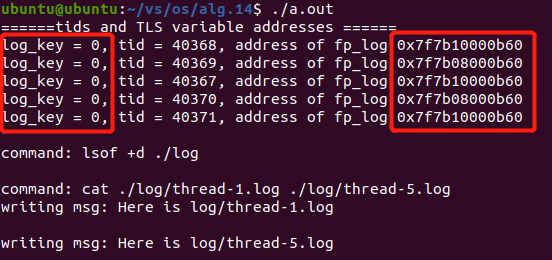 ubuntu@ubuntu:~/vs/os/alg.14$ ./a.out
======tids and TLS variable addresses ======
log_key = 0, tid = 40368, address of fp_log 0x7f7b10000b60
log_key = 0, tid = 40369, address of fp_log 0x7f7b08000b60
log_key = 0, tid = 40367, address of fp_log 0x7f7b10000b60
log_key = 0, tid = 40370, address of fp_log 0x7f7b08000b60
log_key = 0, tid = 40371, address of fp_log 0x7f7b10000b60
command: lsof +d ./log
command: cat ./log/thread-1.log ./log/thread-5.log
writing msg: Here is log/thread-1.log
writing msg: Here is log/thread-5.log